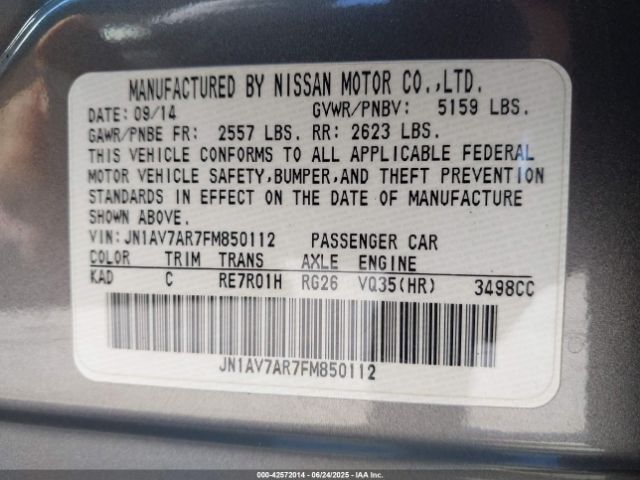 MANUFACTURED BY NISSAN MOTOR CO.,LTD.
DATE: 09/14 GVWR/PNBV: 5159 LBS.
GAWR/PNBE FR: 2557 LBS. RR: 2623 LBS.
THIS VEHICLE CONFORMS TO ALL APPLICABLE FEDERAL
MOTOR VEHICLE SAFETY,BUMPER,AND THEFT PREVENTION
STANDARDS IN EFFECT ON THE DATE OF MANUFACTURE
SHOWN ABOVE.
VIN:JN1AV7AR7FM850112 PASSENGER CAR
COLOR TRIM TRANS AXLE ENGINE
KAD C RE7R01H RG26 VQ35(HR) 3498CC
JN1AV7AR7FM850112
000-42572014 | 06/24/2025 - IAA Inc.